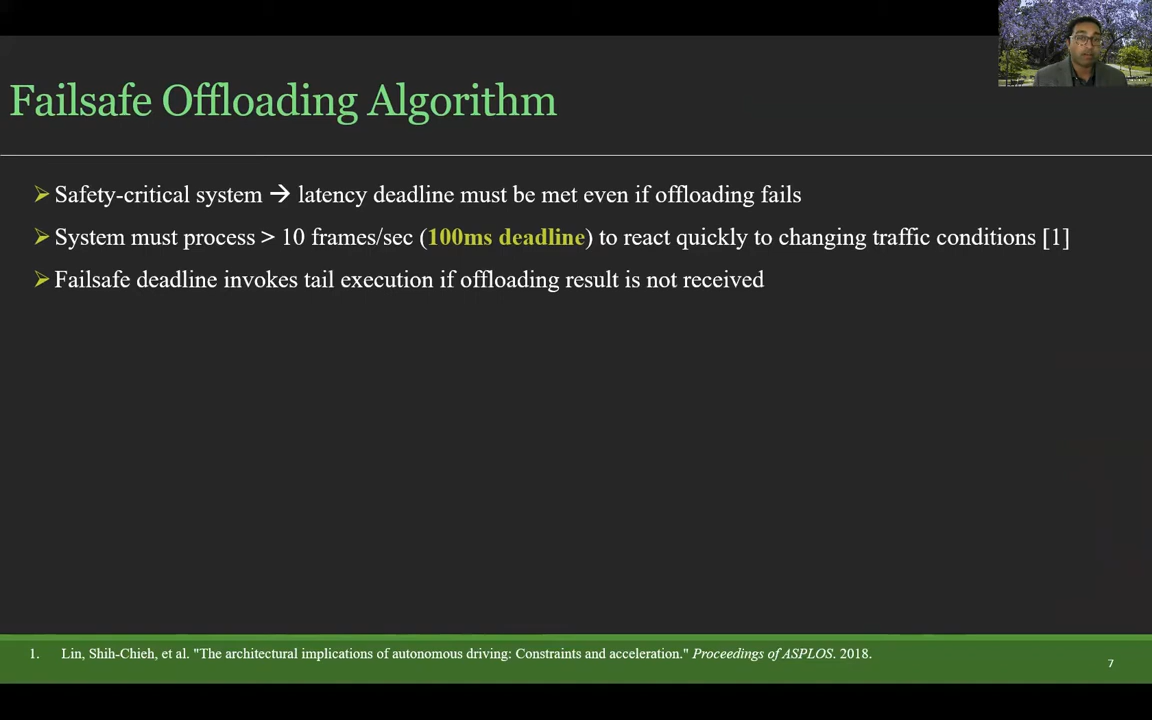 Failsafe Offloading Algorithm
➢ Safety-critical system → latency deadline must be met even if offloading fails
➢ System must process > 10 frames/sec (100ms deadline) to react quickly to changing traffic conditions [1]
➢ Failsafe deadline invokes tail execution if offloading result is not received
1. Lin, Shih-Chieh, et al. "The architectural implications of autonomous driving: Constraints and acceleration." Proceedings of ASPLOS. 2018.
7